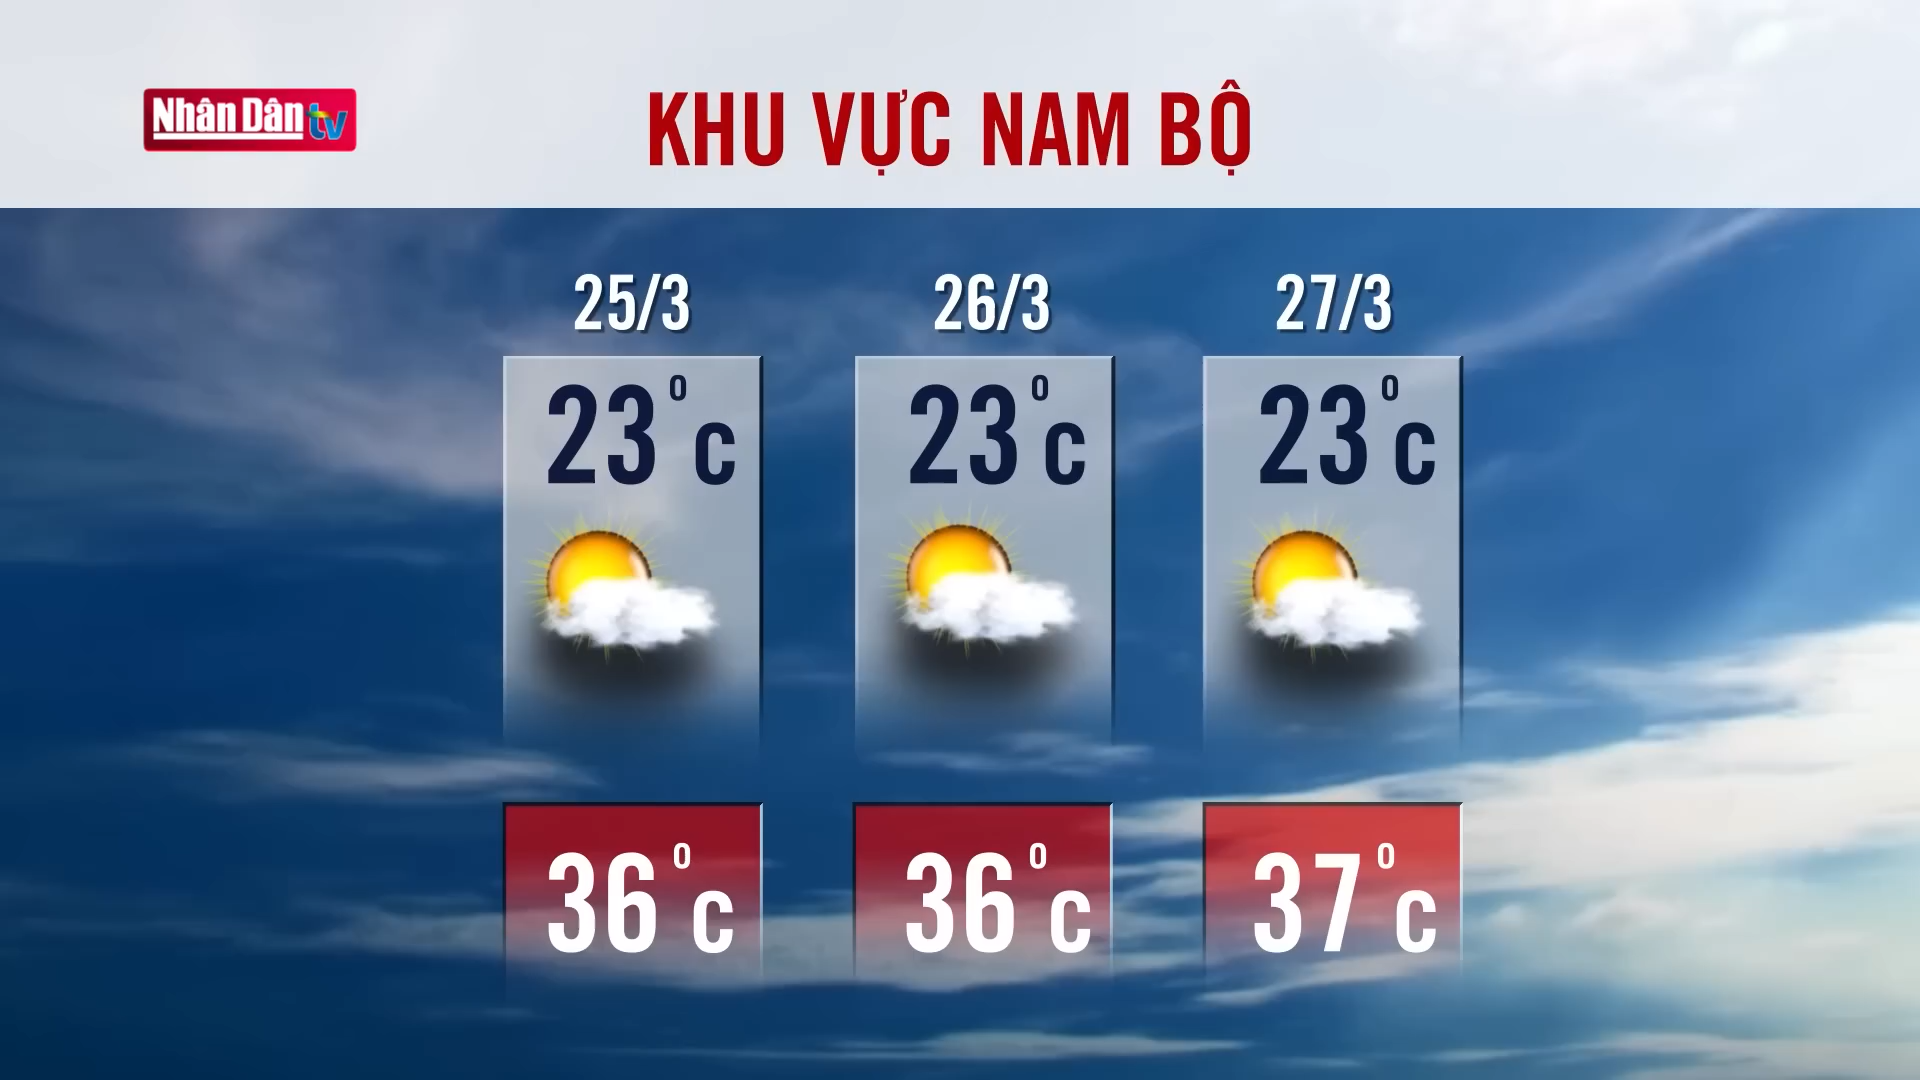 Nhân Dân tv
KHU VỰC NAM BỘ
25/3 26/3 27/3
23°C 23°C 23°C
36°C 36°C 37°C